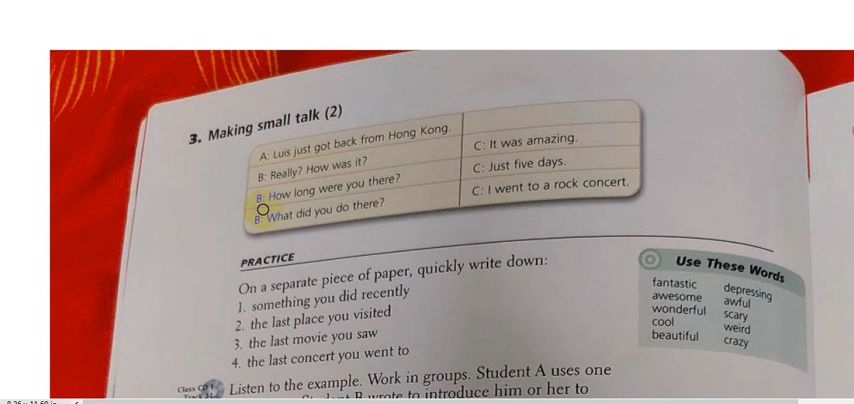 3. Making small talk (2)
A: Luis just got back from Hong Kong.
B: Really? How was it?
C: It was amazing.
B: How long were you there?
C: Just five days.
B: What did you do there?
C: I went to a rock concert.
PRACTICE
On a separate piece of paper, quickly write down:
1. something you did recently
2. the last place you visited
3. the last movie you saw
4. the last concert you went to
Use These Words
fantastic depressing
awesome awful
wonderful scary
cool weird
beautiful crazy
Class CD 1
Listen to the example. Work in groups. Student A uses one
B wrote to introduce him or her to